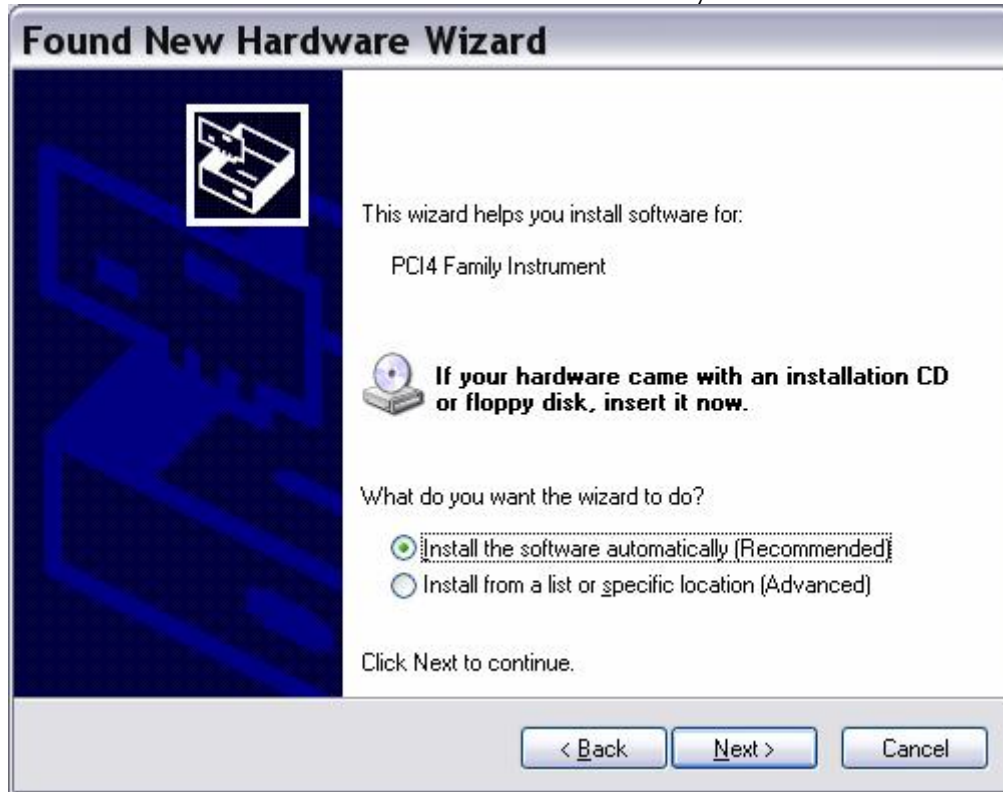 Found New Hardware Wizard
This wizard helps you install software for:
PCI4 Family Instrument
If your hardware came with an installation CD
or floppy disk, insert it now.
What do you want the wizard to do?
Install the software automatically (Recommended)
Install from a list or specific location (Advanced)
Click Next to continue.
< Back
Next >
Cancel